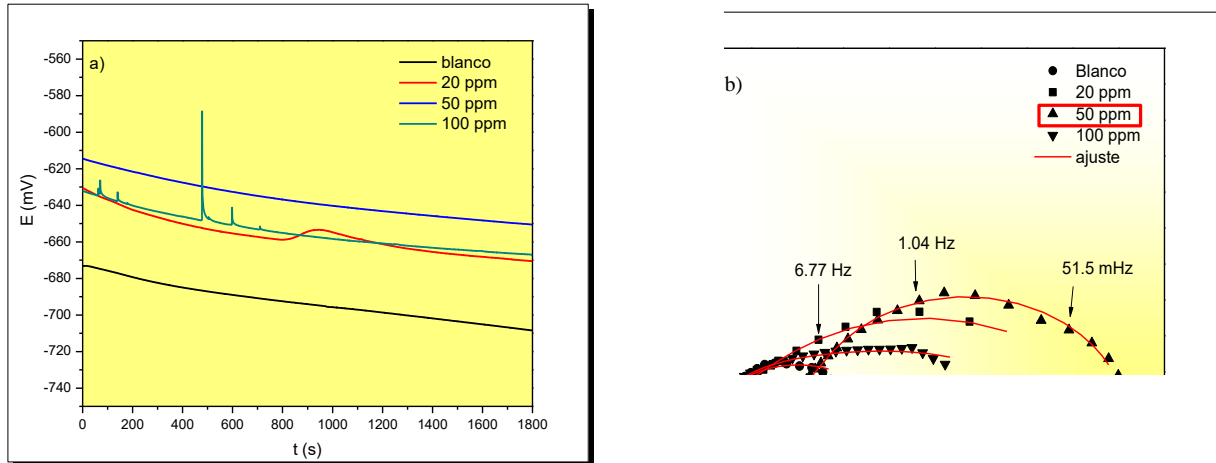 a)
blanco
20 ppm
50 ppm
100 ppm
E (mV)
-560
-580
-600
-620
-640
-660
-680
-700
-720
-740
0
200
400
600
800
1000
1200
1400
1600
1800
t (s)
b)
Blanco
20 ppm
50 ppm
100 ppm
ajuste
6.77 Hz
1.04 Hz
51.5 mHz